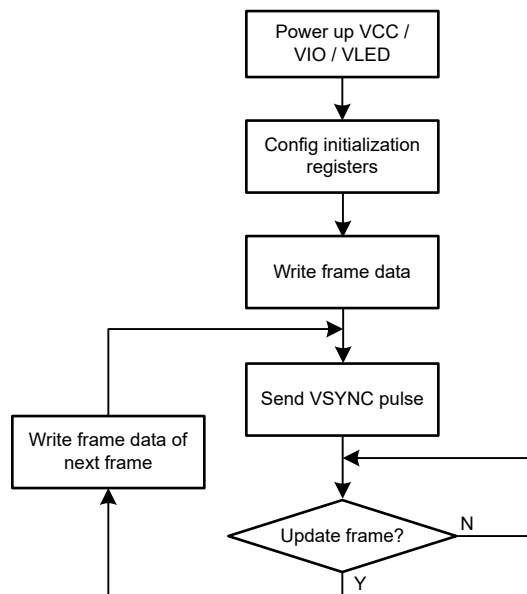 Power up VCC /
VIO / VLED
Config initialization
registers
Write frame data
Send VSYNC pulse
Write frame data of
next frame
Update frame?
N
Y